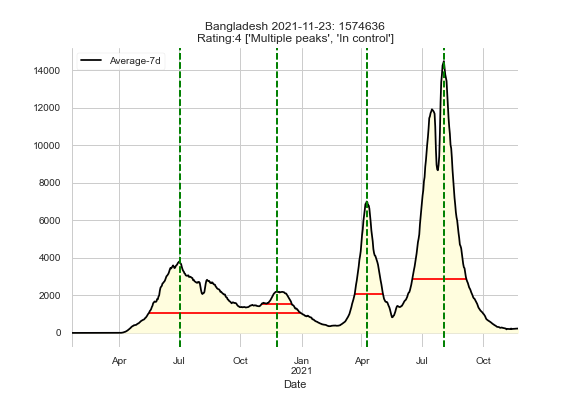 Bangladesh 2021-11-23: 1574636
Rating:4 ['Multiple peaks', 'In control']
Average-7d
14000
12000
10000
8000
6000
4000
2000
0
Apr Jul Oct Jan Apr Jul Oct
2021
Date